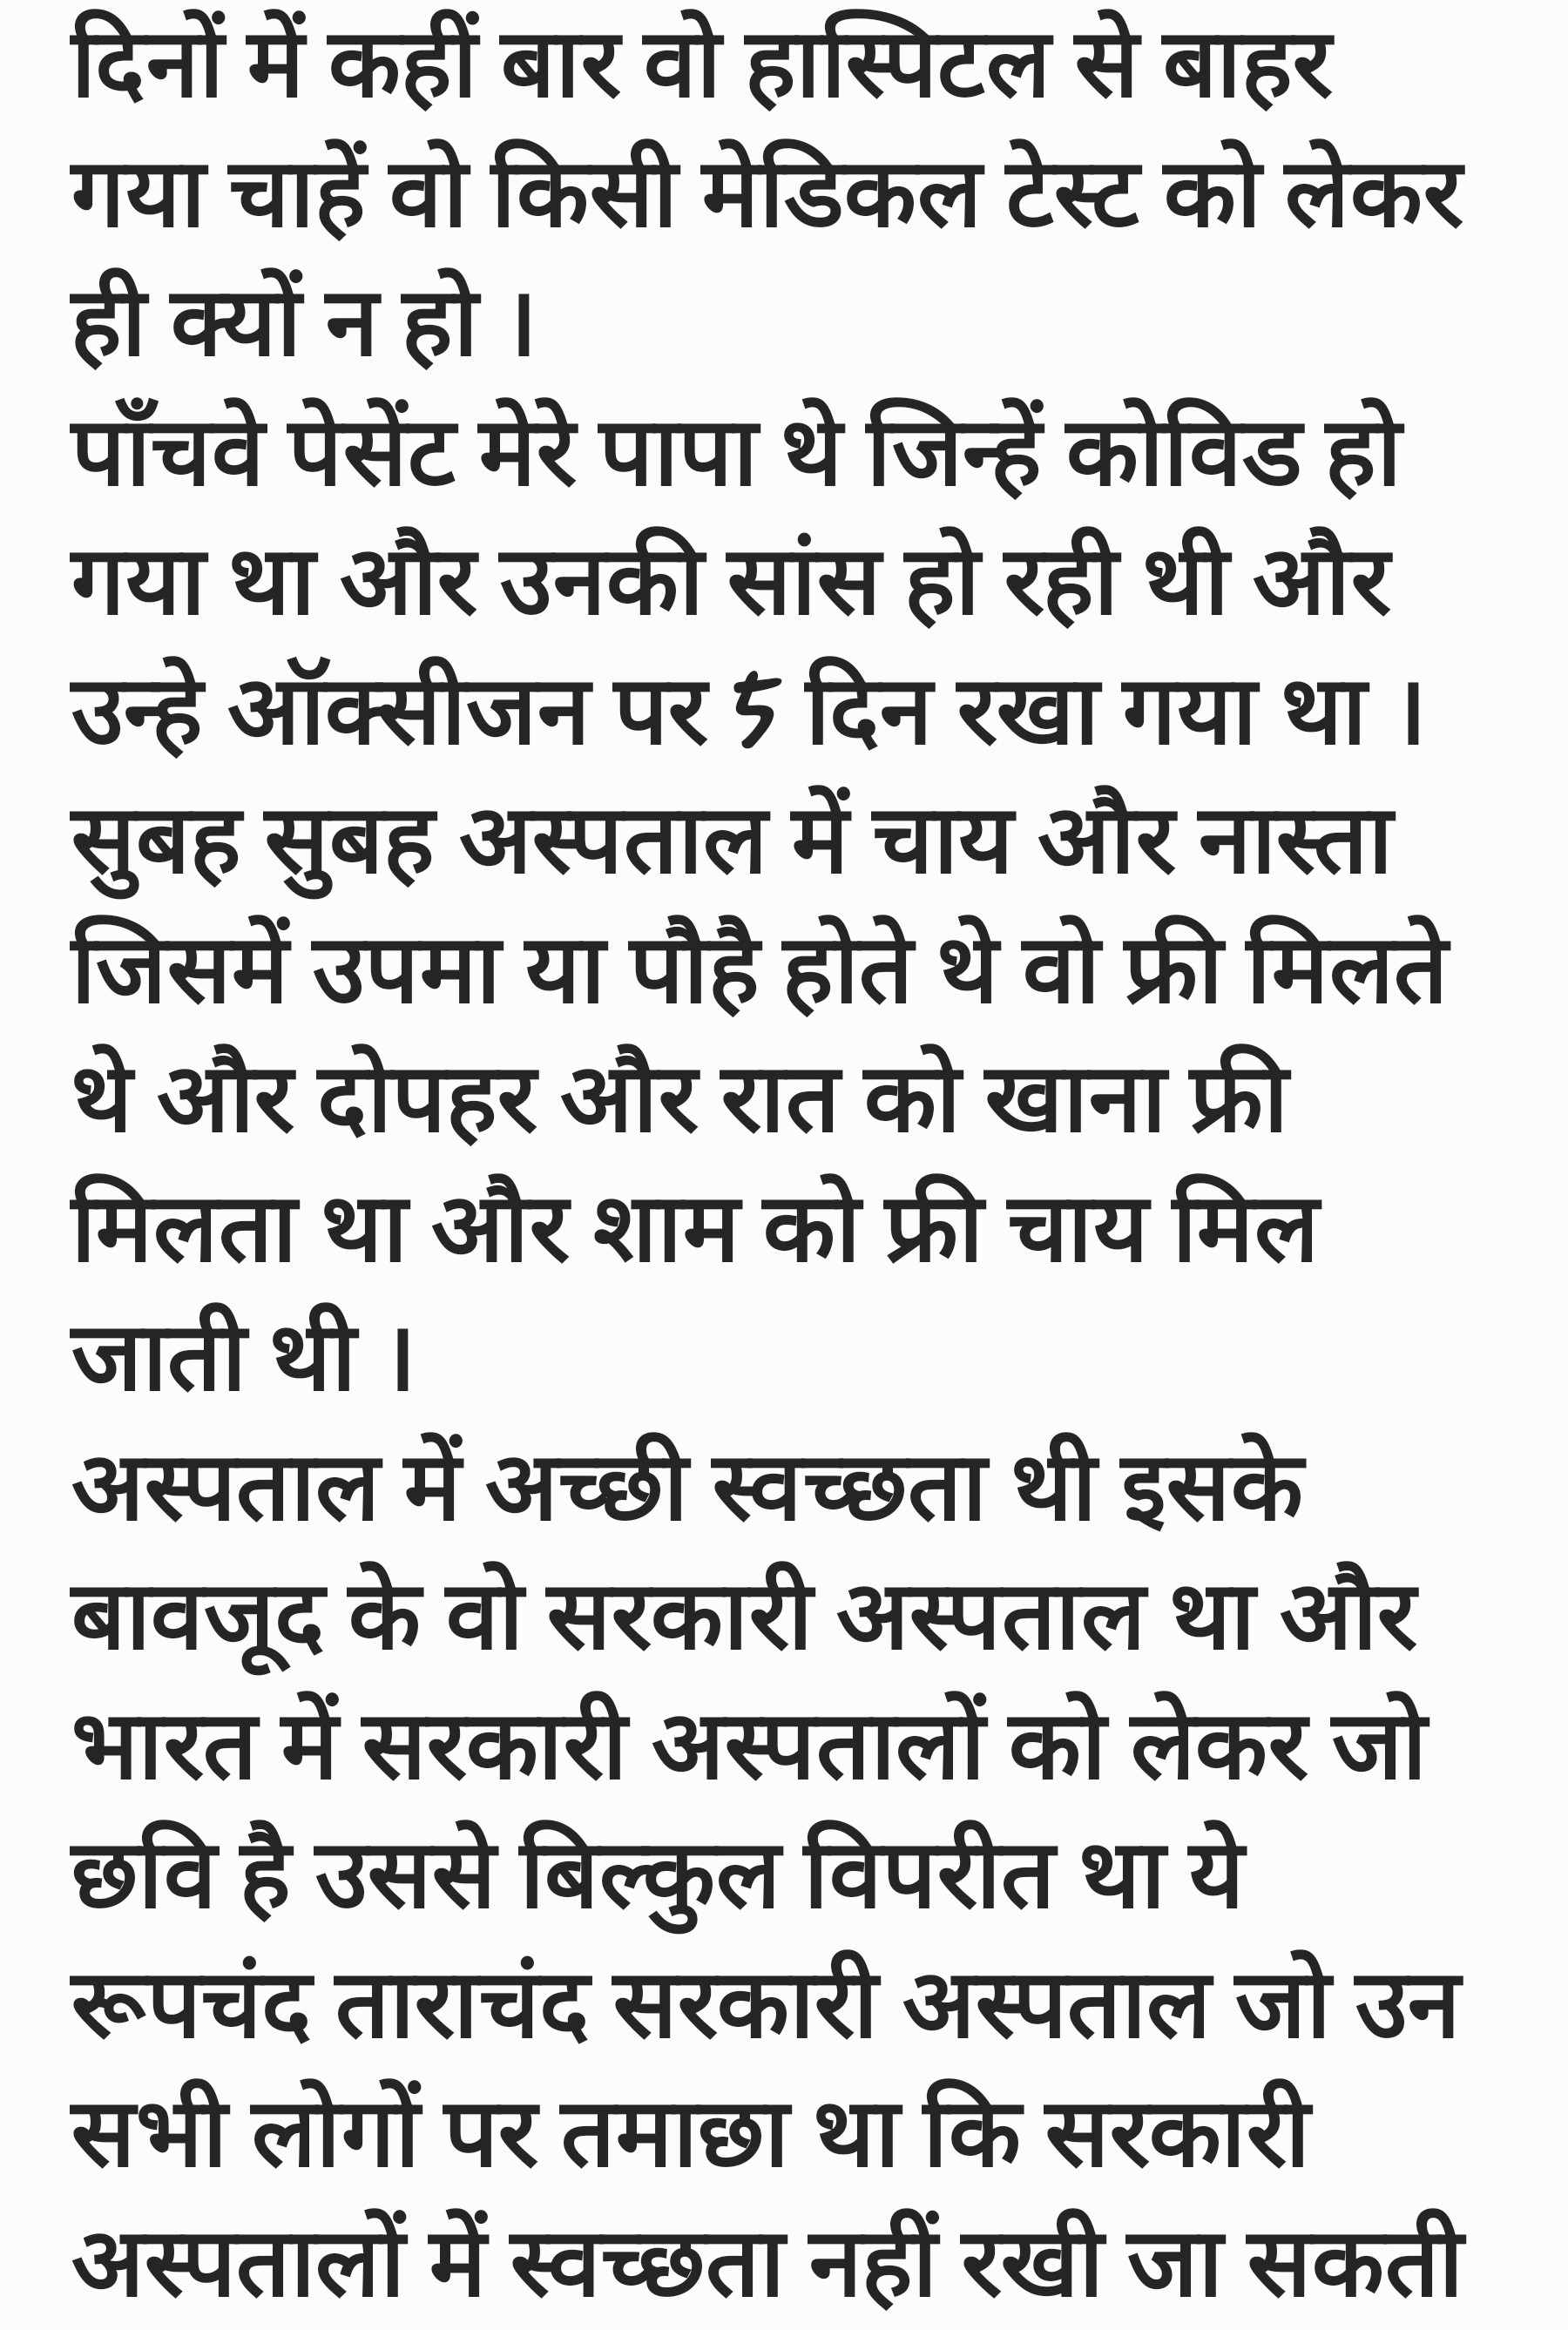 दिनों में कहीं बार वो हास्पिटल से बाहर
गया चाहें वो किसी मेडिकल टेस्ट को लेकर
ही क्यों न हो ।
पाँचवे पेसेंट मेरे पापा थे जिन्हें कोविड हो
गया था और उनकी सांस हो रही थी और
उन्हे ऑक्सीजन पर 5 दिन रखा गया था ।
सुबह सुबह अस्पताल में चाय और नास्ता
जिसमें उपमा या पौहै होते थे वो फ्री मिलते
थे और दोपहर और रात को खाना फ्री
मिलता था और शाम को फ्री चाय मिल
जाती थी ।
अस्पताल में अच्छी स्वच्छता थी इसके
बावजूद के वो सरकारी अस्पताल था और
भारत में सरकारी अस्पतालों को लेकर जो
छवि है उससे बिल्कुल विपरीत था ये
रूपचंद ताराचंद सरकारी अस्पताल जो उन
सभी लोगों पर तमाछा था कि सरकारी
अस्पतालों में स्वच्छता नहीं रखी जा सकती